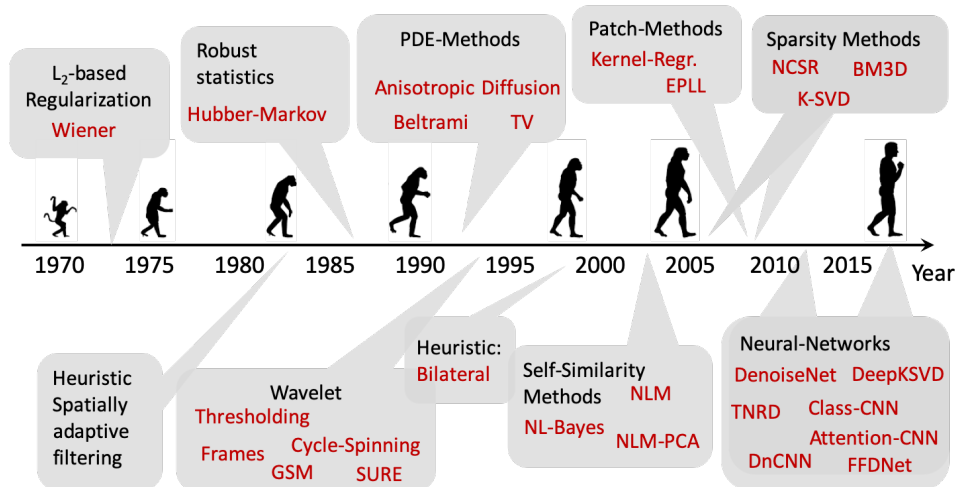 L₂-based
Regularization
Wiener
Robust
statistics
Hubber-Markov
PDE-Methods
Anisotropic Diffusion
Beltrami TV
Patch-Methods
Kernel-Regr.
EPLL
Sparsity Methods
NCSR BM3D
K-SVD
1970 1975 1980 1985 1990 1995 2000 2005 2010 2015 Year
Heuristic
Spatially
adaptive
filtering
Wavelet
Thresholding
Frames Cycle-Spinning
GSM SURE
Heuristic:
Bilateral
Self-Similarity
Methods NLM
NL-Bayes
NLM-PCA
Neural-Networks
DenoiseNet DeepKSVD
TNRD Class-CNN
Attention-CNN
DnCNN FFDNet